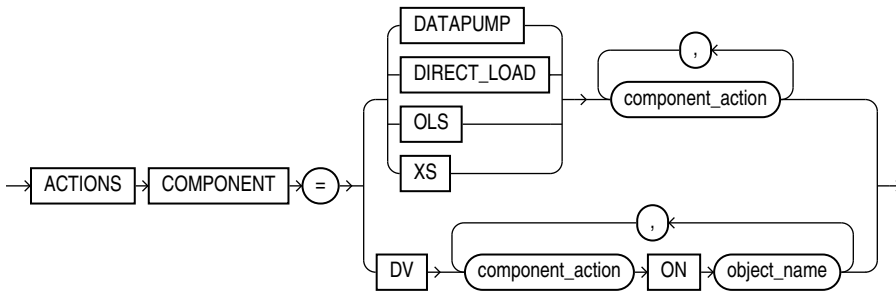 DATAPUMP
,
DIRECT_LOAD
component_action
OLS
XS
ACTIONS COMPONENT =
,
DV component_action ON object_name